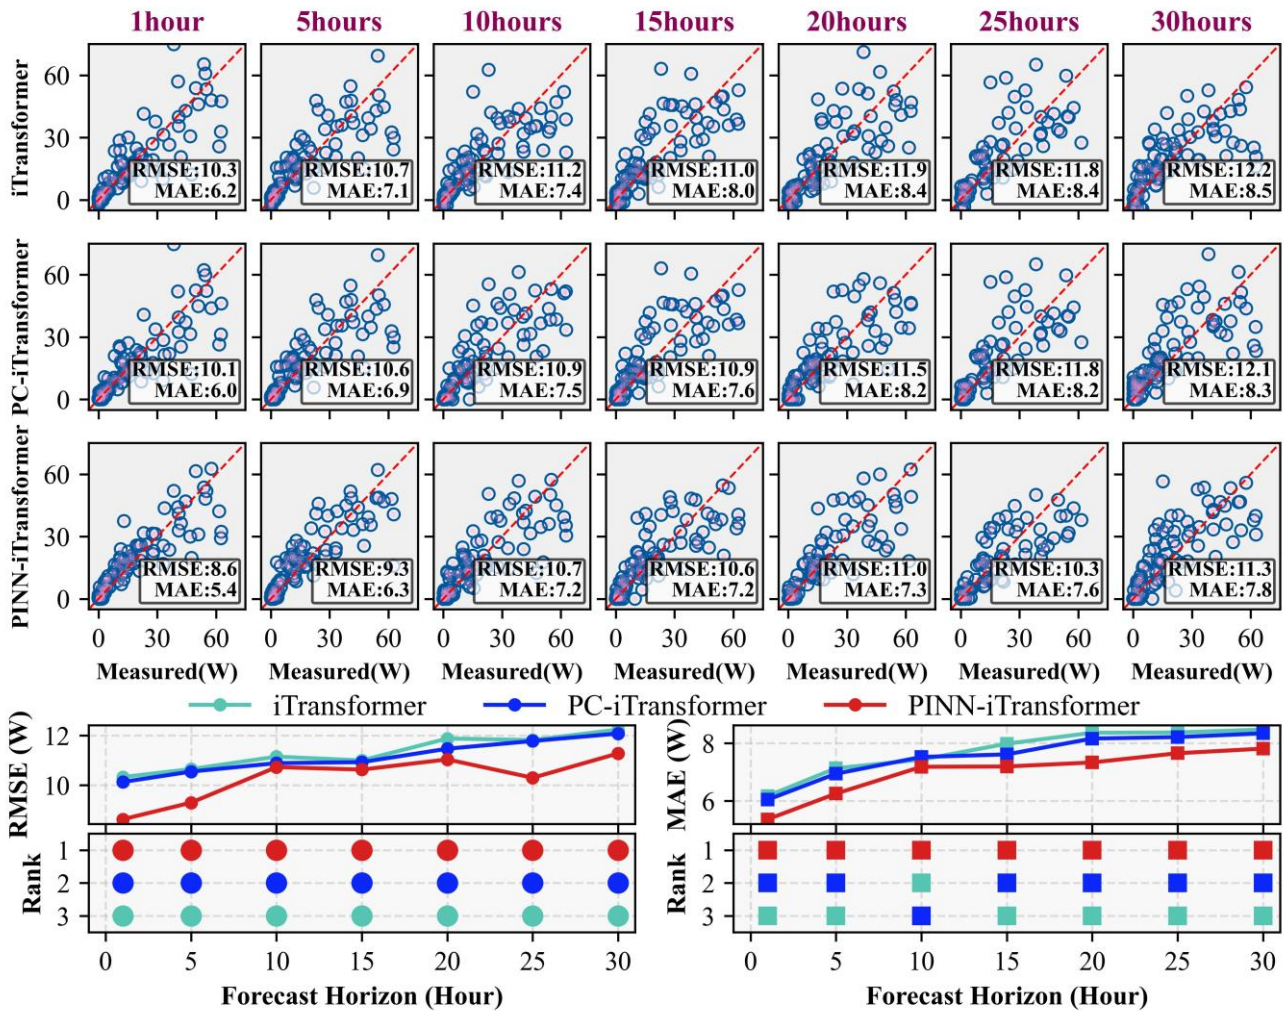 1hour 5hours 10hours 15hours 20hours 25hours 30hours
iTransformer
60
30
0
RMSE:10.3
MAE:6.2
RMSE:10.7
MAE:7.1
RMSE:11.2
MAE:7.4
RMSE:11.0
MAE:8.0
RMSE:11.9
MAE:8.4
RMSE:11.8
MAE:8.4
RMSE:12.2
MAE:8.5
PC-iTransformer
60
30
0
RMSE:10.1
MAE:6.0
RMSE:10.6
MAE:6.9
RMSE:10.9
MAE:7.5
RMSE:10.9
MAE:7.6
RMSE:11.5
MAE:8.2
RMSE:11.8
MAE:8.2
RMSE:12.1
MAE:8.3
PINN-iTransformer
60
30
0
RMSE:8.6
MAE:5.4
RMSE:9.3
MAE:6.3
RMSE:10.7
MAE:7.2
RMSE:10.6
MAE:7.2
RMSE:11.0
MAE:7.3
RMSE:10.3
MAE:7.6
RMSE:11.3
MAE:7.8
0 30 60 0 30 60 0 30 60 0 30 60 0 30 60 0 30 60 0 30 60
Measured(W) Measured(W) Measured(W) Measured(W) Measured(W) Measured(W) Measured(W)
iTransformer PC-iTransformer PINN-iTransformer
RMSE (W)
12
10
Rank
1
2
3
0 5 10 15 20 25 30
Forecast Horizon (Hour)
MAE (W)
8
6
Rank
1
2
3
0 5 10 15 20 25 30
Forecast Horizon (Hour)